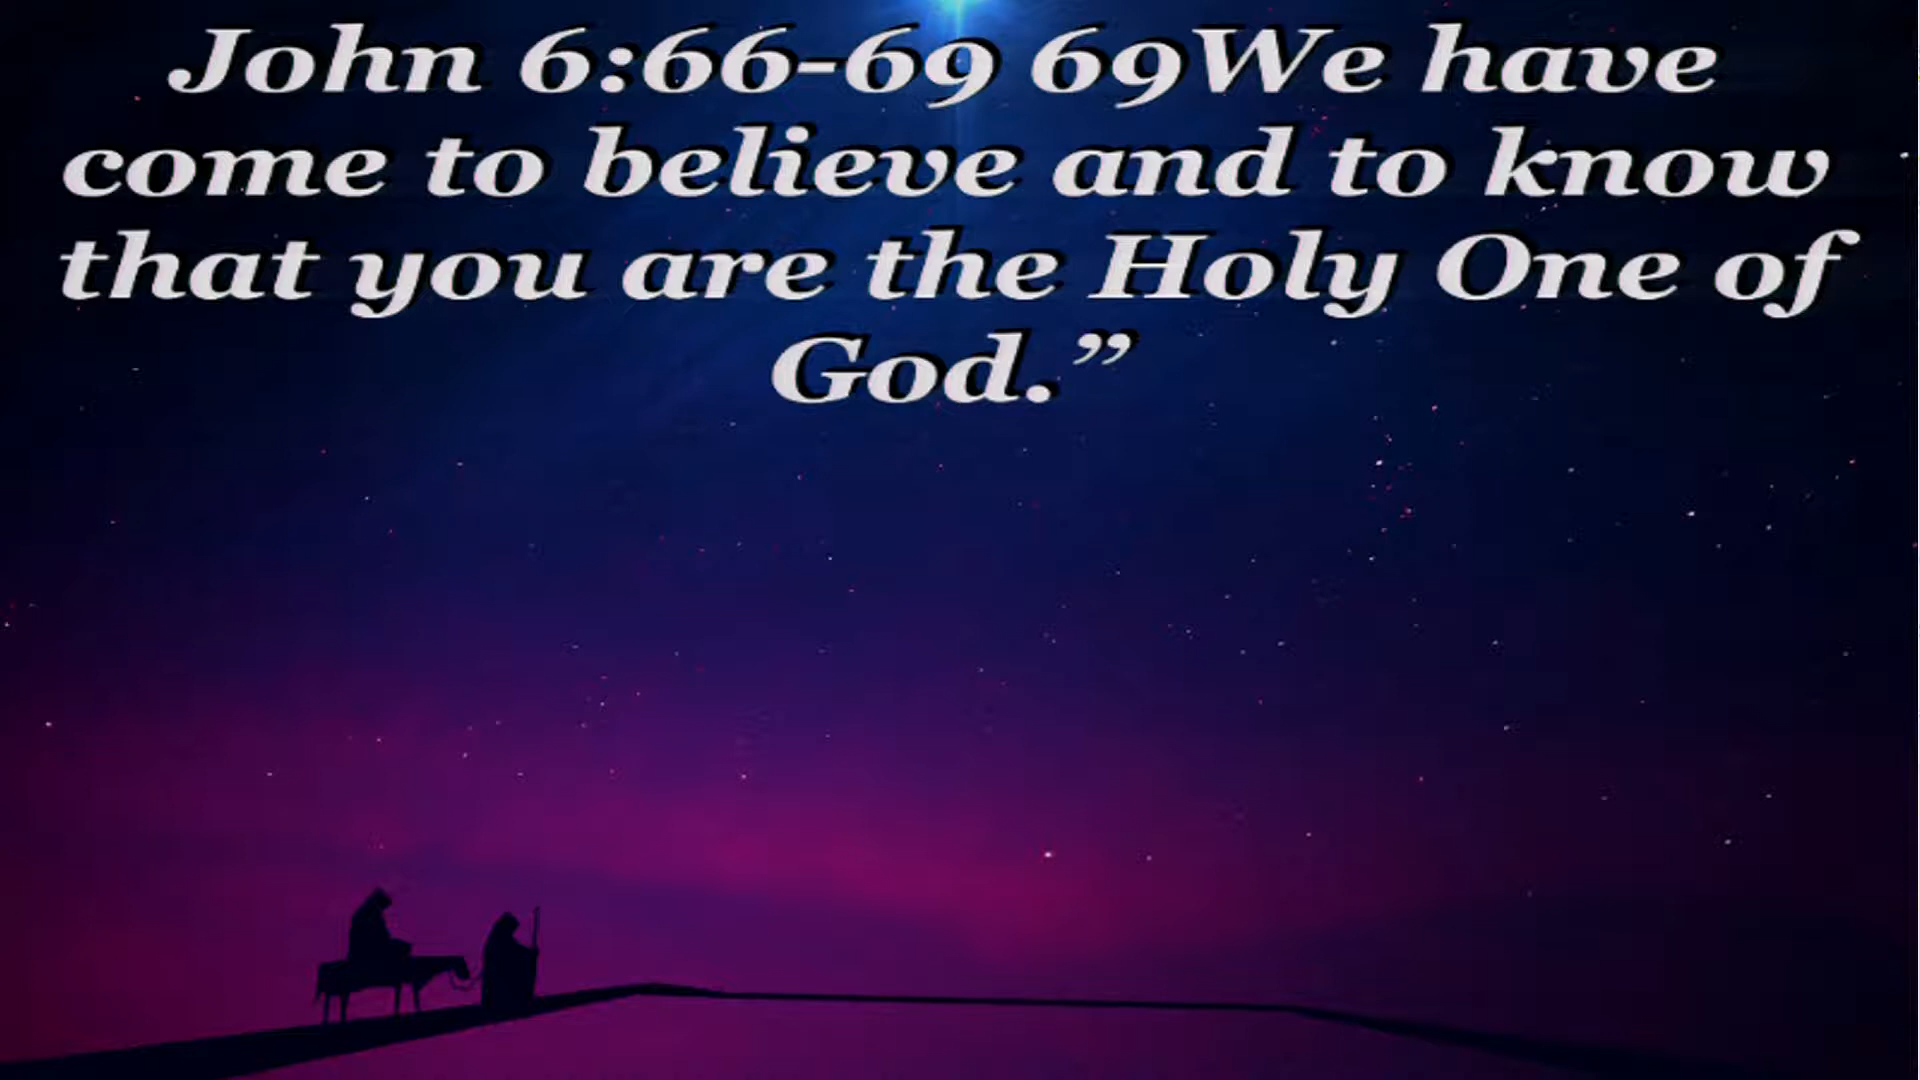 John 6:66-69 69We have
come to believe and to know
that you are the Holy One of
God.”